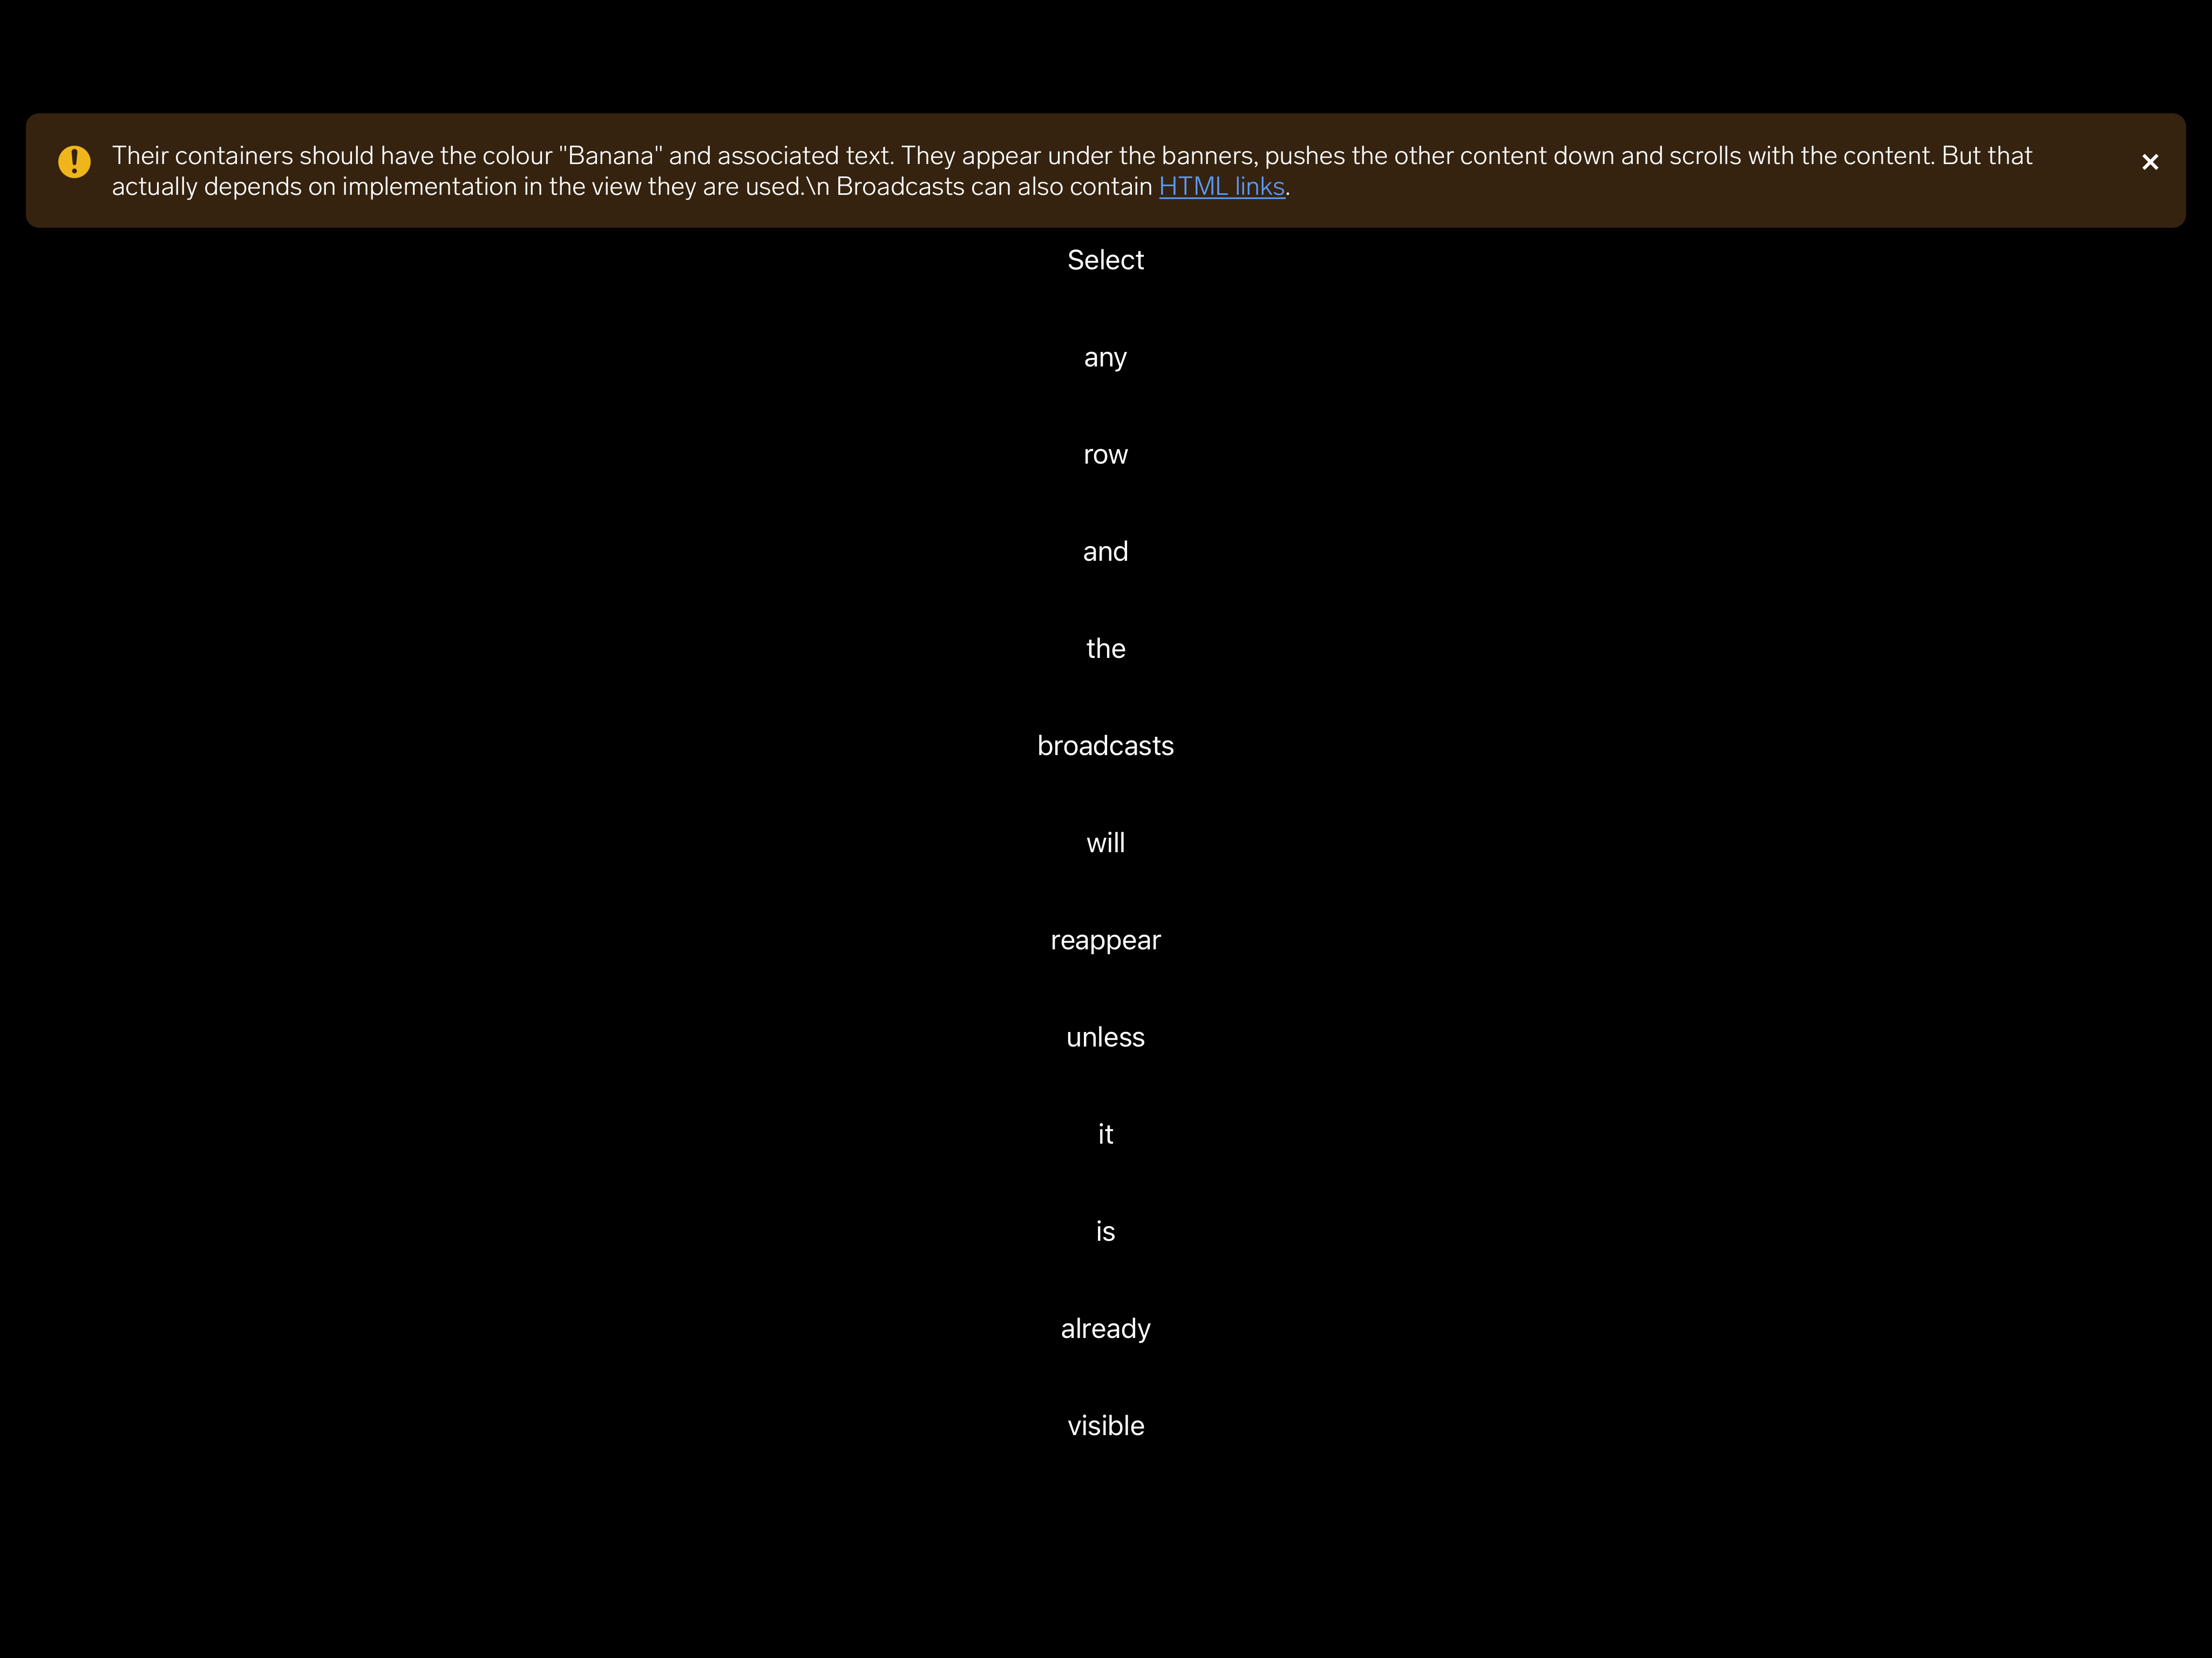 Their containers should have the colour "Banana" and associated text. They appear under the banners, pushes the other content down and scrolls with the content. But that
actually depends on implementation in the view they are used.\n Broadcasts can also contain HTML links.
Select
any
row
and
the
broadcasts
will
reappear
unless
it
is
already
visible